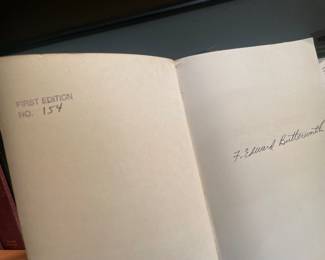 FIRST EDITION
NO. 154
F. Edward Butterworth